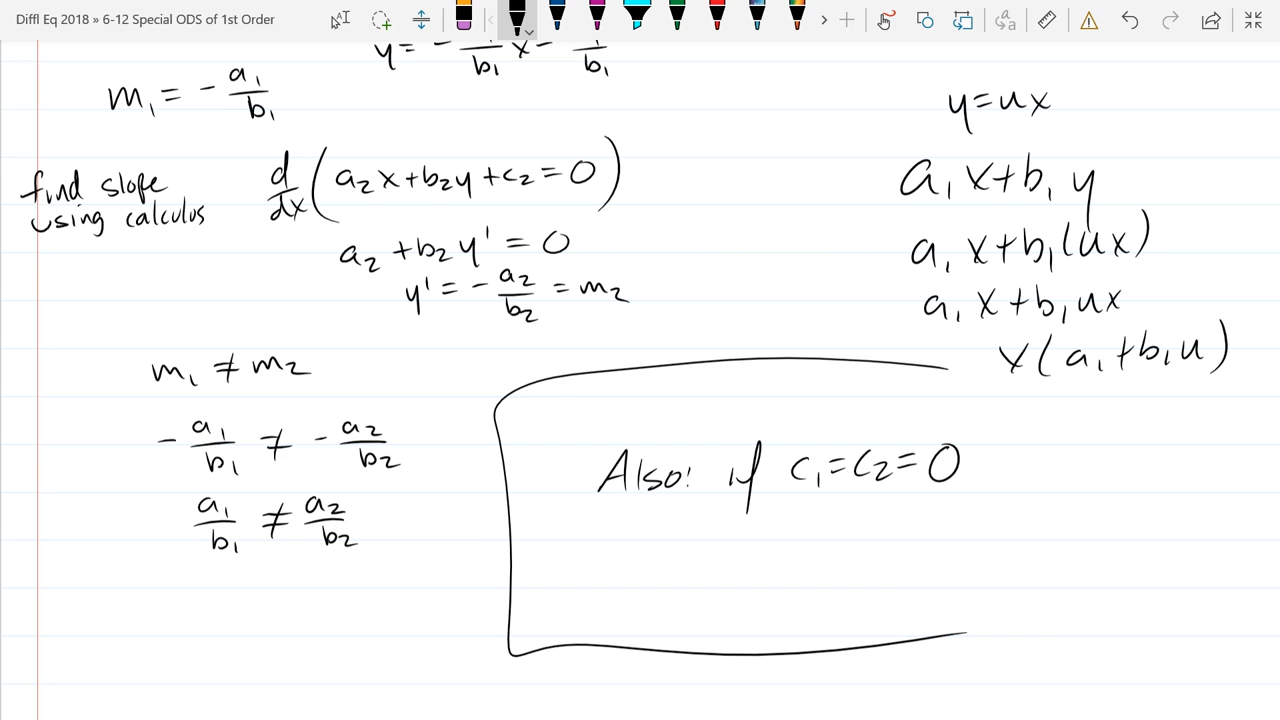 Diffl Eq 2018 » 6-12 Special ODS of 1st Order
m₁ = - a₁/b₁
find slope
using calculus
d/dx (a₂x+b₂y+c₂=0)
a₂+b₂y' = 0
y' = - a₂/b₂ = m₂
m₁ ≠ m₂
- a₁/b₁ ≠ - a₂/b₂
a₁/b₁ ≠ a₂/b₂
y=ux
a₁x+b₁y
a₁x+b₁(ux)
a₁x+b₁ux
x(a₁+b₁u)
Also: if c₁=c₂=0